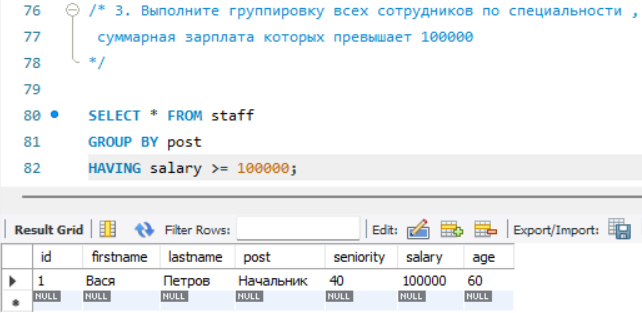 76 /* 3. Выполните группировку всех сотрудников по специальности ,
77 суммарная зарплата которых превышает 100000
78 */
79
80 SELECT * FROM staff
81 GROUP BY post
82 HAVING salary >= 100000;
Result Grid Filter Rows: Edit: Export/Import:
id firstname lastname post seniority salary age
1 Вася Петров Начальник 40 100000 60
NULL NULL NULL NULL NULL NULL NULL